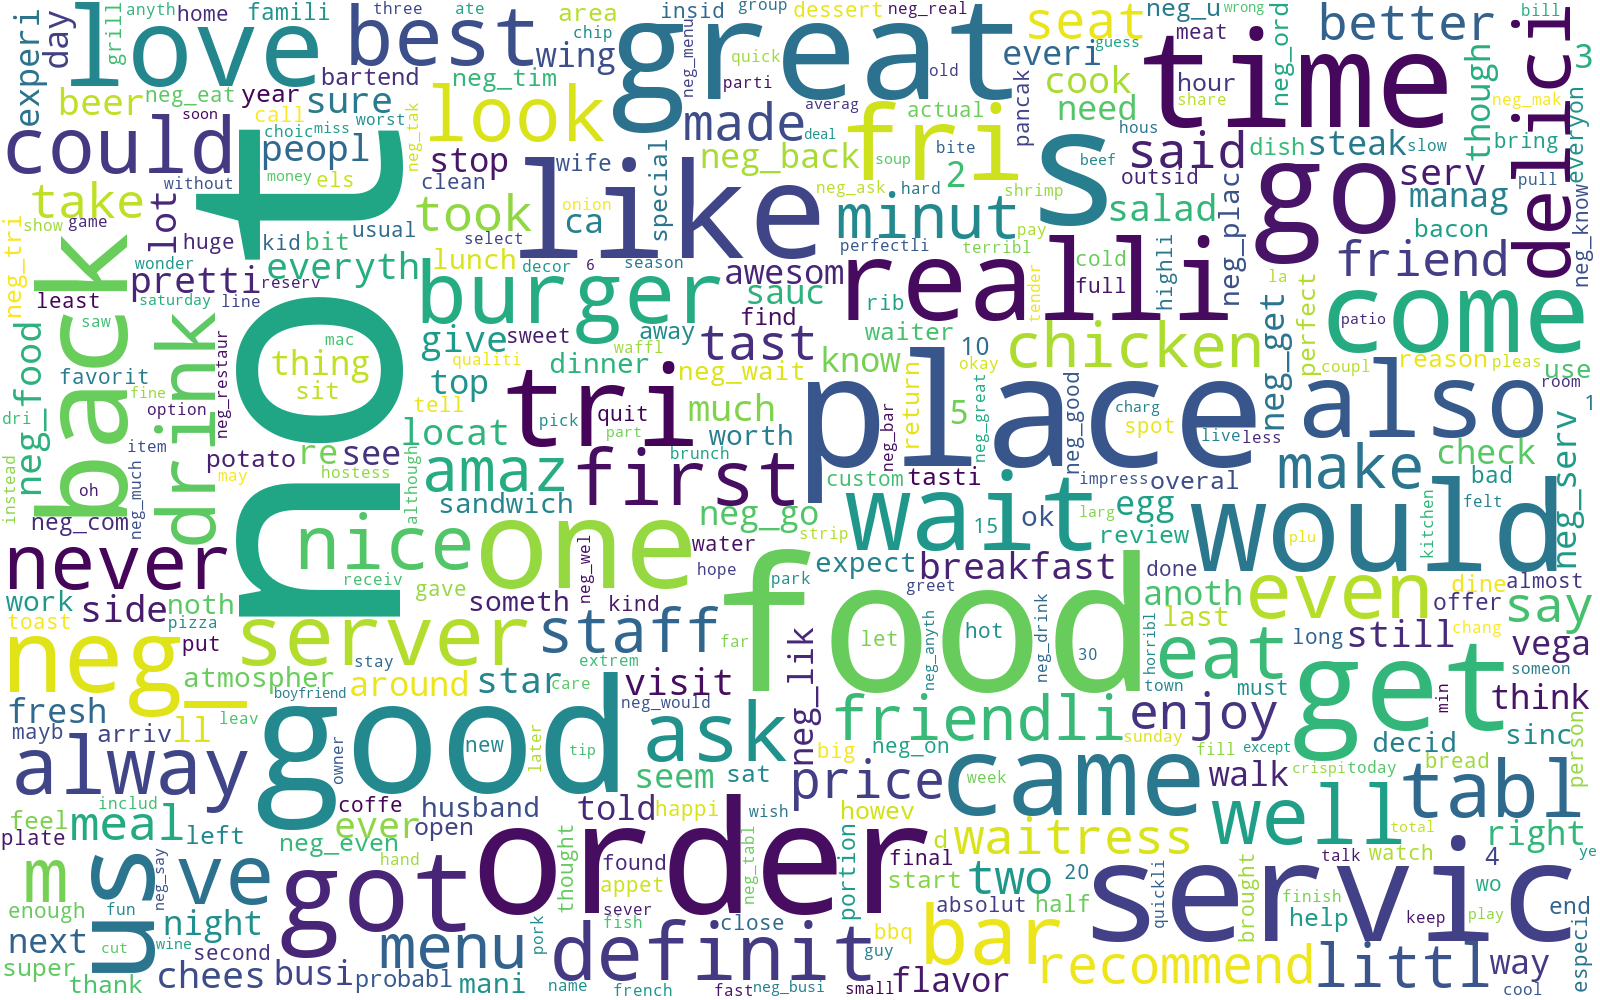 love
best
great
time
delici
experi
day
home
famili
grill
anyth
three
ate
wing
area
chip
insid
group
dessert
neg_real
seat
neg_u
wrong
meat
neg_ord
better
bill
3
everi
guess
bartend
neg_tim
neg_menu
quick
parti
old
cook
hour
share
though
neg_mak
beer
neg_eat
year
sure
soon
call
choic
miss
worst
neg_tak
look
made
averag
deal
fri
actual
need
pancak
hous
bring
everyon
could
peopl
stop
wife
special
neg_back
soup
bite
2
s
beef
said
dish
steak
slow
without
money
els
clean
neg_ask
hard
shrimp
outsid
go
serv
pull
manag
neg_know
take
lot
not
took
onion
ca
like
minut
salad
pay
neg_place
bacon
show
game
neg_tri
huge
kid
bit
usual
select
perfectli
terribl
friend
back
wonder
everyth
lunch
decor
6
season
awesom
realli
cold
highli
la
pretti
reserv
least
saturday
line
burger
sauc
rib
tender
full
neg_get
perfect
come
patio
saw
drink
mac
give
sweet
away
find
tast
waiter
neg_food
neg_restaur
thing
qualiti
waffl
dinner
know
10
okay
chicken
coupl
reason
pleas
use
favorit
sit
top
tri
neg_wait
return
place
room
fine
dri
option
tell
pick
quit
part
much
5
neg_great
neg_good
charg
spot
also
1
item
re
see
locat
worth
neg_bar
live
less
potato
first
brunch
make
check
instead
oh
may
hostess
amaz
custom
tasti
impress
overal
bad
neg_much
although
sandwich
neg_go
wait
larg
egg
would
felt
neg_serv
neg_com
nice
one
strip
15
ok
review
kitchen
plu
never
water
receiv
neg_wel
hope
park
expect
breakfast
done
dine
almost
work
side
noth
gave
someth
kind
food
greet
anoth
last
even
offer
say
toast
pizza
put
server
staff
far
let
hot
neg_anyth
neg_drink
30
horribl
eat
long
still
chang
vega
neg_
atmospher
stay
extrem
neg_lik
town
must
get
someon
boyfriend
around
star
care
visit
neg_would
min
think
fresh
leav
good
ask
friendli
enjoy
mayb
arriv
ll
owner
new
later
tip
big
neg_on
sunday
fill
except
decid
sinc
person
alway
seem
sat
price
week
came
walk
crispi
today
bread
tabl
feel
includ
coffe
husband
told
happi
wish
howev
well
plate
meal
left
ever
open
order
d
waitress
total
right
neg_even
m
us
neg_say
ve
hand
thought
found
neg_tabl
portion
final
two
20
talk
watch
4
ye
got
appet
start
servic
quickli
enough
fun
night
sever
fish
close
absolut
half
brought
finish
wo
help
keep
play
end
next
cut
wine
second
menu
definit
pork
guy
bbq
bar
recommend
littl
way
especi
super
thank
chees
busi
probabl
mani
name
french
fast
neg_busi
small
flavor
cool